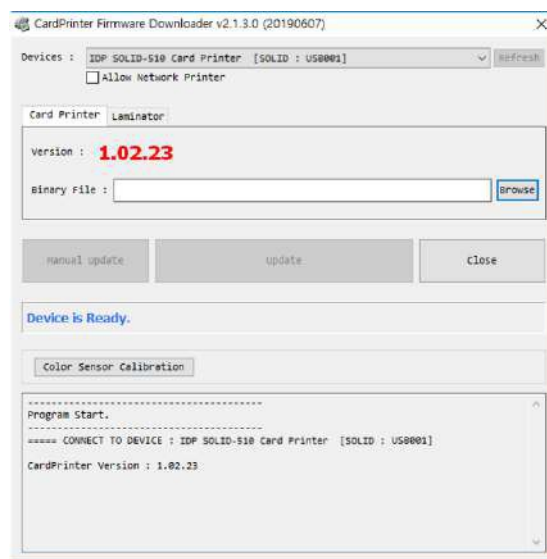 CardPrinter Firmware Downloader v2.1.3.0 (20190607)
Devices : IDP SOLID-510 Card Printer [SOLID : USB001] Refresh
Allow Network Printer
Card Printer Laminator
Version : 1.02.23
Binary File : Browse
Manual Update Update Close
Device is Ready.
Color Sensor Calibration
----------------------------------------
Program Start.
----------------------------------------
===== CONNECT TO DEVICE : IDP SOLID-510 Card Printer [SOLID : USB001]
CardPrinter Version : 1.02.23